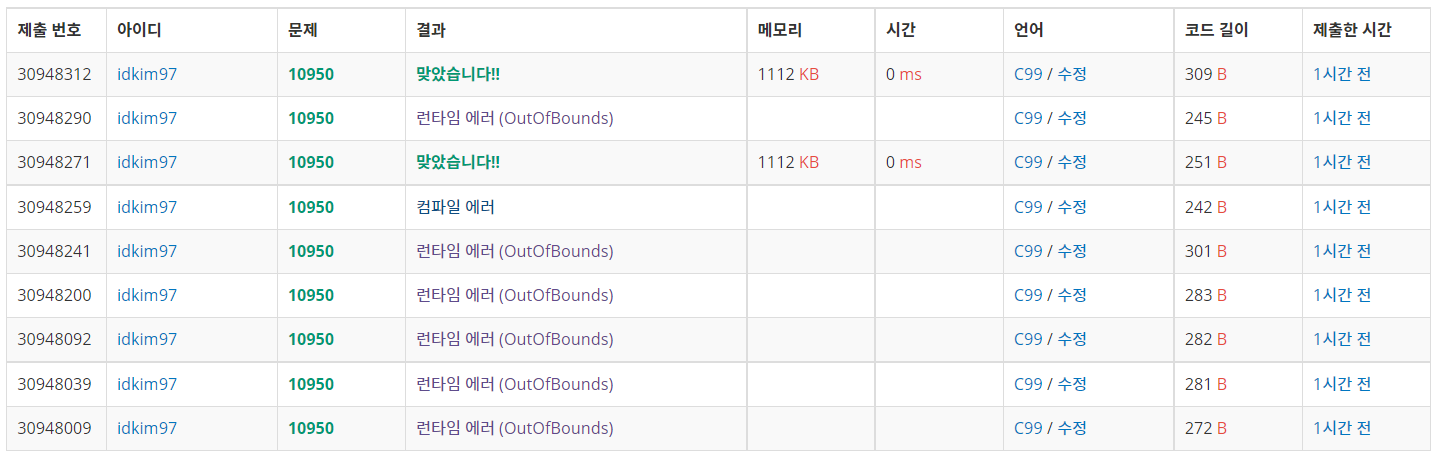 제출 번호 아이디 문제 결과 메모리 시간 언어 코드 길이 제출한 시간
30948312 idkim97 10950 맞았습니다!! 1112 KB 0 ms C99 / 수정 309 B 1시간 전
30948290 idkim97 10950 런타임 에러 (OutOfBounds) C99 / 수정 245 B 1시간 전
30948271 idkim97 10950 맞았습니다!! 1112 KB 0 ms C99 / 수정 251 B 1시간 전
30948259 idkim97 10950 컴파일 에러 C99 / 수정 242 B 1시간 전
30948241 idkim97 10950 런타임 에러 (OutOfBounds) C99 / 수정 301 B 1시간 전
30948200 idkim97 10950 런타임 에러 (OutOfBounds) C99 / 수정 283 B 1시간 전
30948092 idkim97 10950 런타임 에러 (OutOfBounds) C99 / 수정 282 B 1시간 전
30948039 idkim97 10950 런타임 에러 (OutOfBounds) C99 / 수정 281 B 1시간 전
30948009 idkim97 10950 런타임 에러 (OutOfBounds) C99 / 수정 272 B 1시간 전